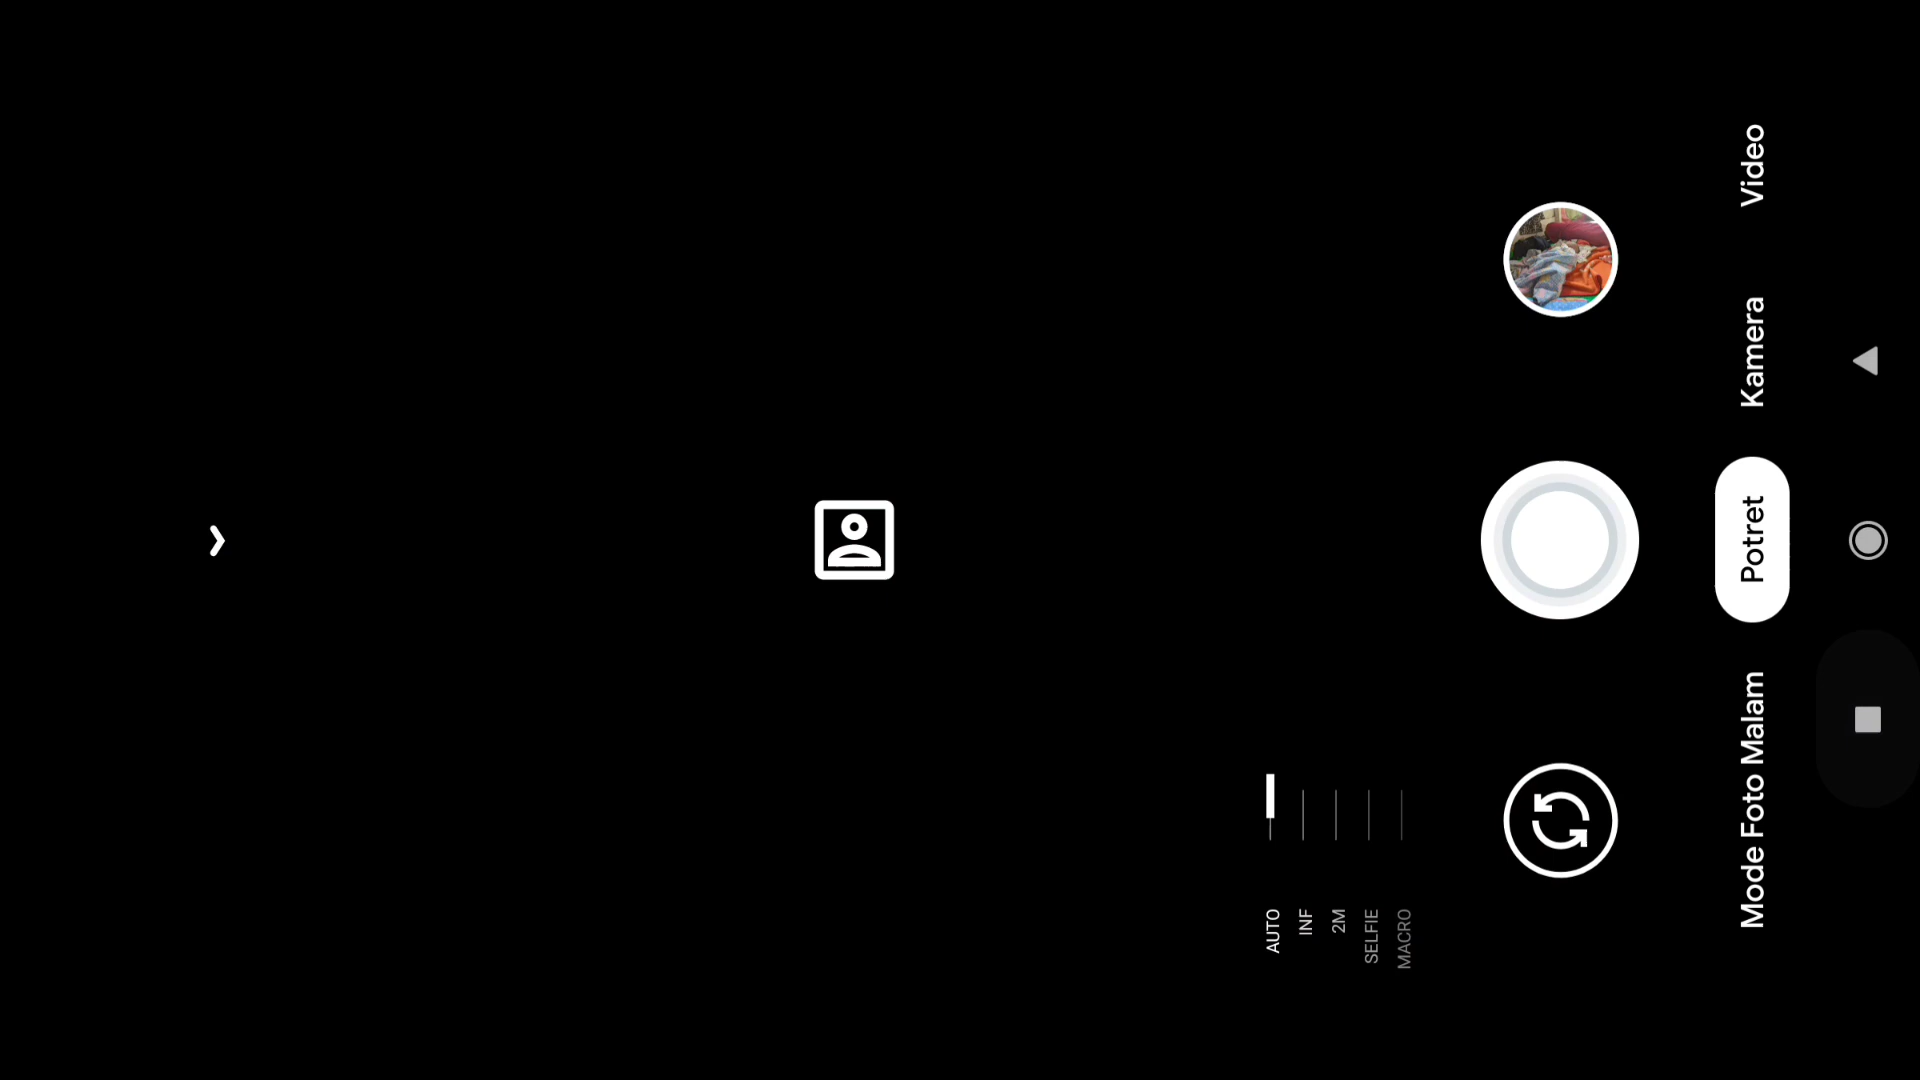 Mode Foto Malam
Potret
Kamera
Video
AUTO
INF
2M
SELFIE
MACRO